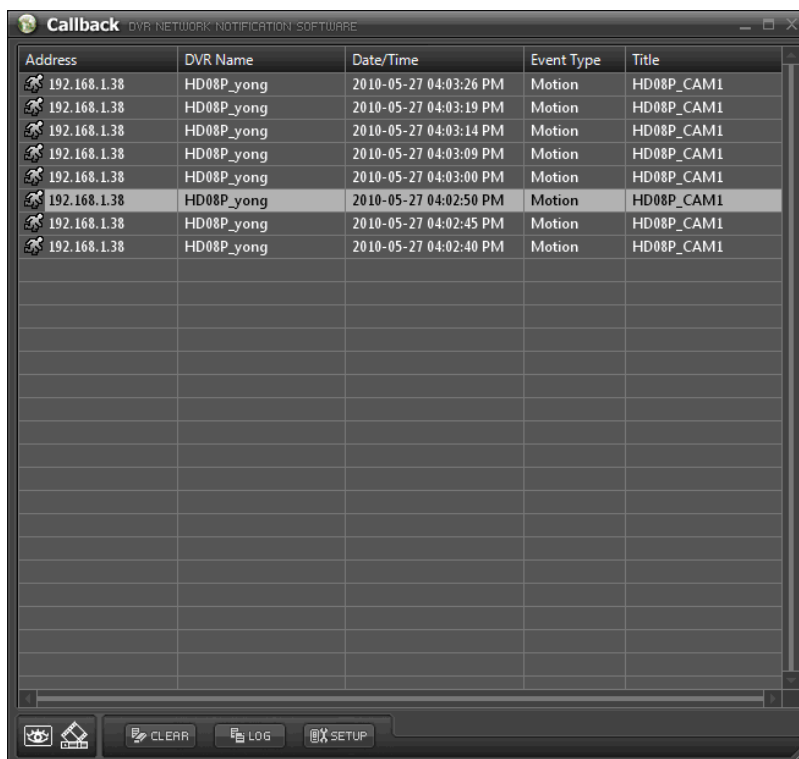 Callback DVR NETWORK NOTIFICATION SOFTWARE
Address DVR Name Date/Time Event Type Title
192.168.1.38 HD08P_yong 2010-05-27 04:03:26 PM Motion HD08P_CAM1
192.168.1.38 HD08P_yong 2010-05-27 04:03:19 PM Motion HD08P_CAM1
192.168.1.38 HD08P_yong 2010-05-27 04:03:14 PM Motion HD08P_CAM1
192.168.1.38 HD08P_yong 2010-05-27 04:03:09 PM Motion HD08P_CAM1
192.168.1.38 HD08P_yong 2010-05-27 04:03:00 PM Motion HD08P_CAM1
192.168.1.38 HD08P_yong 2010-05-27 04:02:50 PM Motion HD08P_CAM1
192.168.1.38 HD08P_yong 2010-05-27 04:02:45 PM Motion HD08P_CAM1
192.168.1.38 HD08P_yong 2010-05-27 04:02:40 PM Motion HD08P_CAM1
CLEAR LOG SETUP